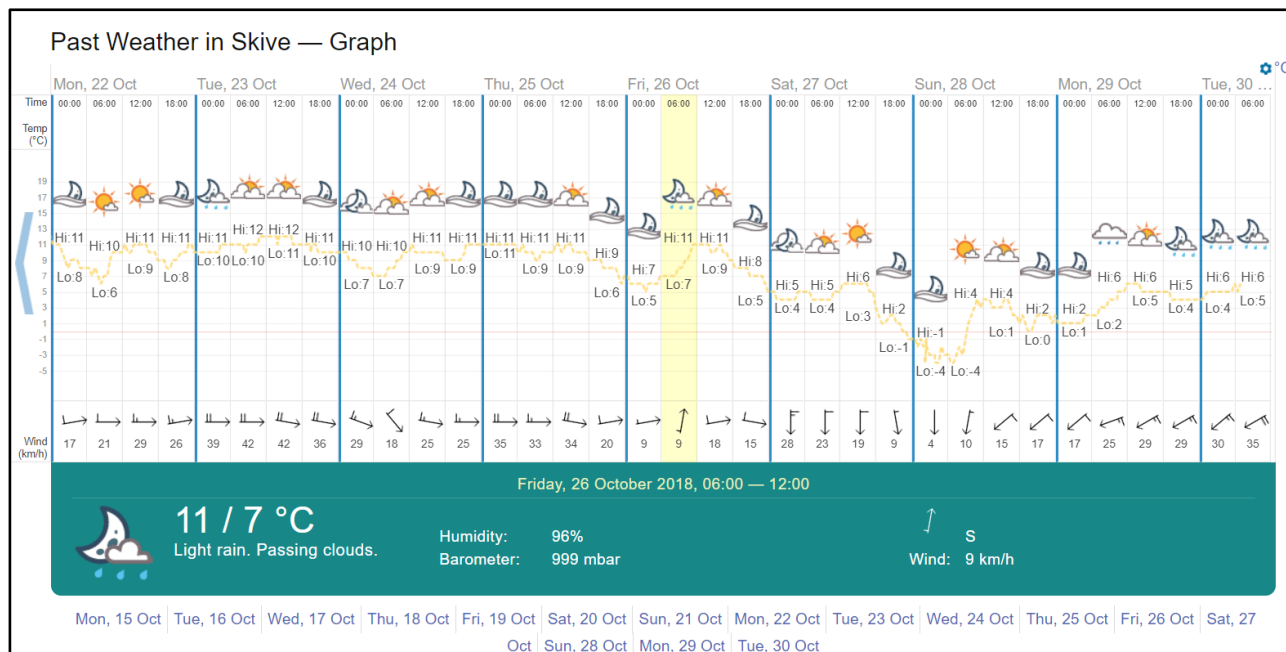 Past Weather in Skive — Graph
°C
Mon, 22 Oct Tue, 23 Oct Wed, 24 Oct Thu, 25 Oct Fri, 26 Oct Sat, 27 Oct Sun, 28 Oct Mon, 29 Oct Tue, 30 ...
Time 00:00 06:00 12:00 18:00 00:00 06:00 12:00 18:00 00:00 06:00 12:00 18:00 00:00 06:00 12:00 18:00 00:00 06:00 12:00 18:00 00:00 06:00 12:00 18:00 00:00 06:00 12:00 18:00 00:00 06:00 12:00 18:00 00:00 06:00
Temp
(°C)
19
17
15
13
11
9
7
5
3
1
-1
-3
-5
Hi:11 Hi:10 Hi:11 Hi:11 Hi:11 Hi:12 Hi:12 Hi:11 Hi:10 Hi:10 Hi:11 Hi:11 Hi:11 Hi:11 Hi:11 Hi:9 Hi:7 Hi:11 Hi:11 Hi:8 Hi:5 Hi:5 Hi:6 Hi:2 Hi:-1 Hi:4 Hi:4 Hi:2 Hi:2 Hi:6 Hi:6 Hi:5 Hi:6 Hi:6
Lo:8 Lo:6 Lo:9 Lo:8 Lo:10 Lo:10 Lo:11 Lo:10 Lo:7 Lo:7 Lo:9 Lo:9 Lo:11 Lo:9 Lo:9 Lo:6 Lo:5 Lo:7 Lo:9 Lo:5 Lo:4 Lo:4 Lo:3 Lo:-1 Lo:-4 Lo:-4 Lo:1 Lo:0 Lo:1 Lo:2 Lo:5 Lo:4 Lo:4 Lo:5
Wind
(km/h)
17 21 29 26 39 42 42 36 29 18 25 25 35 33 34 20 9 9 18 15 28 23 19 9 4 10 15 17 17 25 29 29 30 35
Friday, 26 October 2018, 06:00 — 12:00
11 / 7 °C
Light rain. Passing clouds.
Humidity: 96%
Barometer: 999 mbar
S
Wind: 9 km/h
Mon, 15 Oct Tue, 16 Oct Wed, 17 Oct Thu, 18 Oct Fri, 19 Oct Sat, 20 Oct Sun, 21 Oct Mon, 22 Oct Tue, 23 Oct Wed, 24 Oct Thu, 25 Oct Fri, 26 Oct Sat, 27
Oct Sun, 28 Oct Mon, 29 Oct Tue, 30 Oct